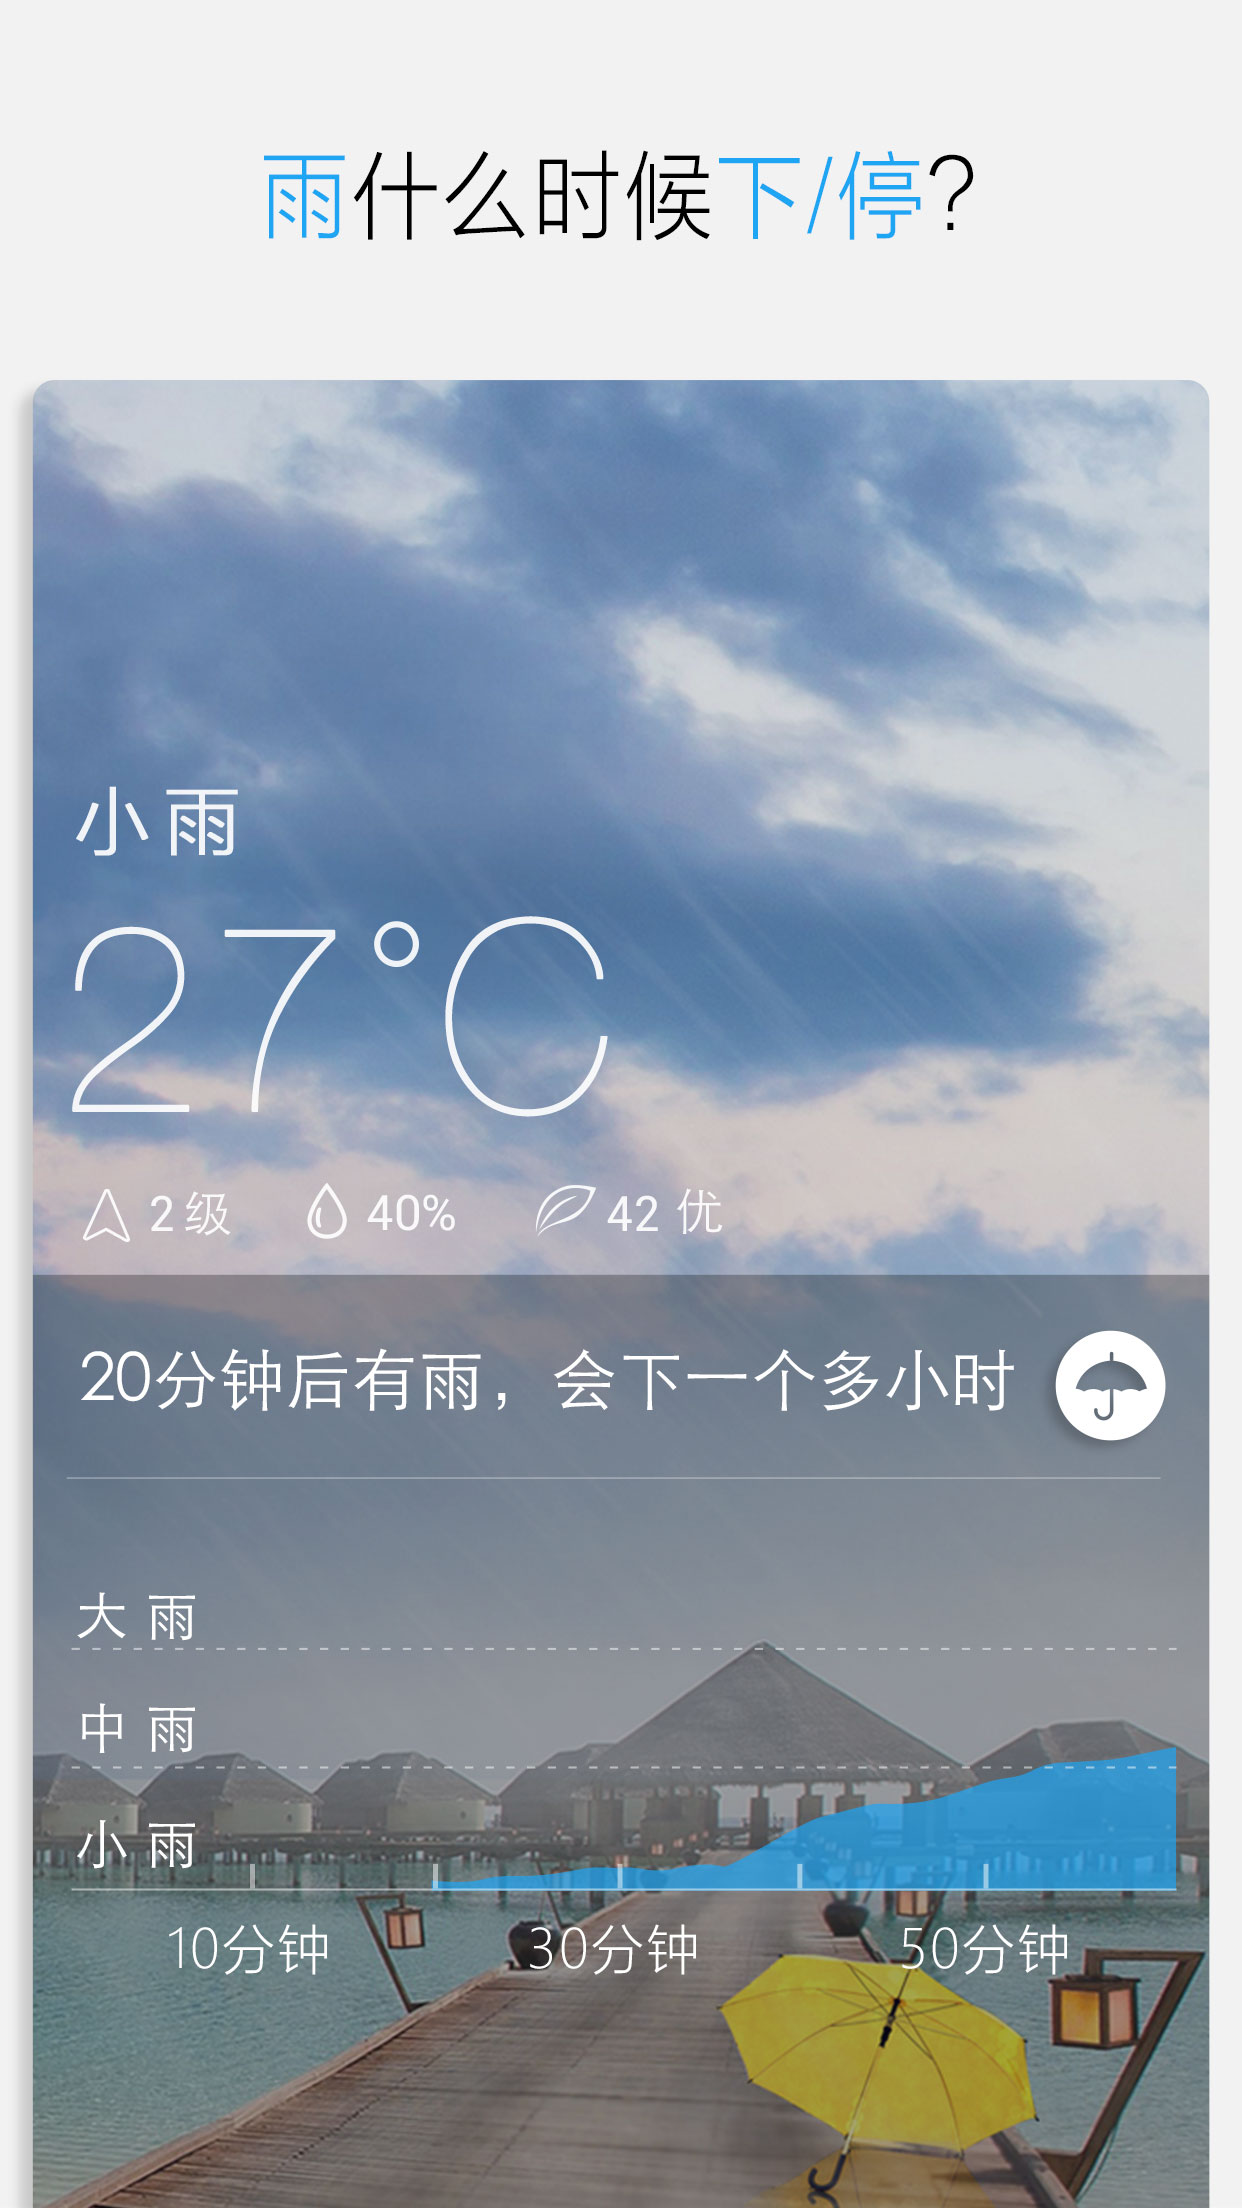 雨什么时候下/停?
小雨
27°C
2级 40% 42 优
20分钟后有雨，会下一个多小时
大雨
中雨
小雨
10分钟 30分钟 50分钟